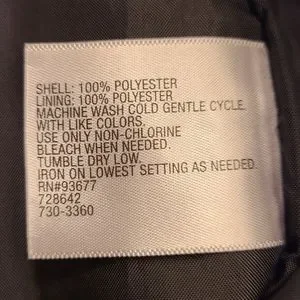 SHELL: 100% POLYESTER
LINING: 100% POLYESTER
MACHINE WASH COLD GENTLE CYCLE.
WITH LIKE COLORS.
USE ONLY NON-CHLORINE
BLEACH WHEN NEEDED.
TUMBLE DRY LOW.
IRON ON LOWEST SETTING AS NEEDED.
RN#93677
728642
730-3360